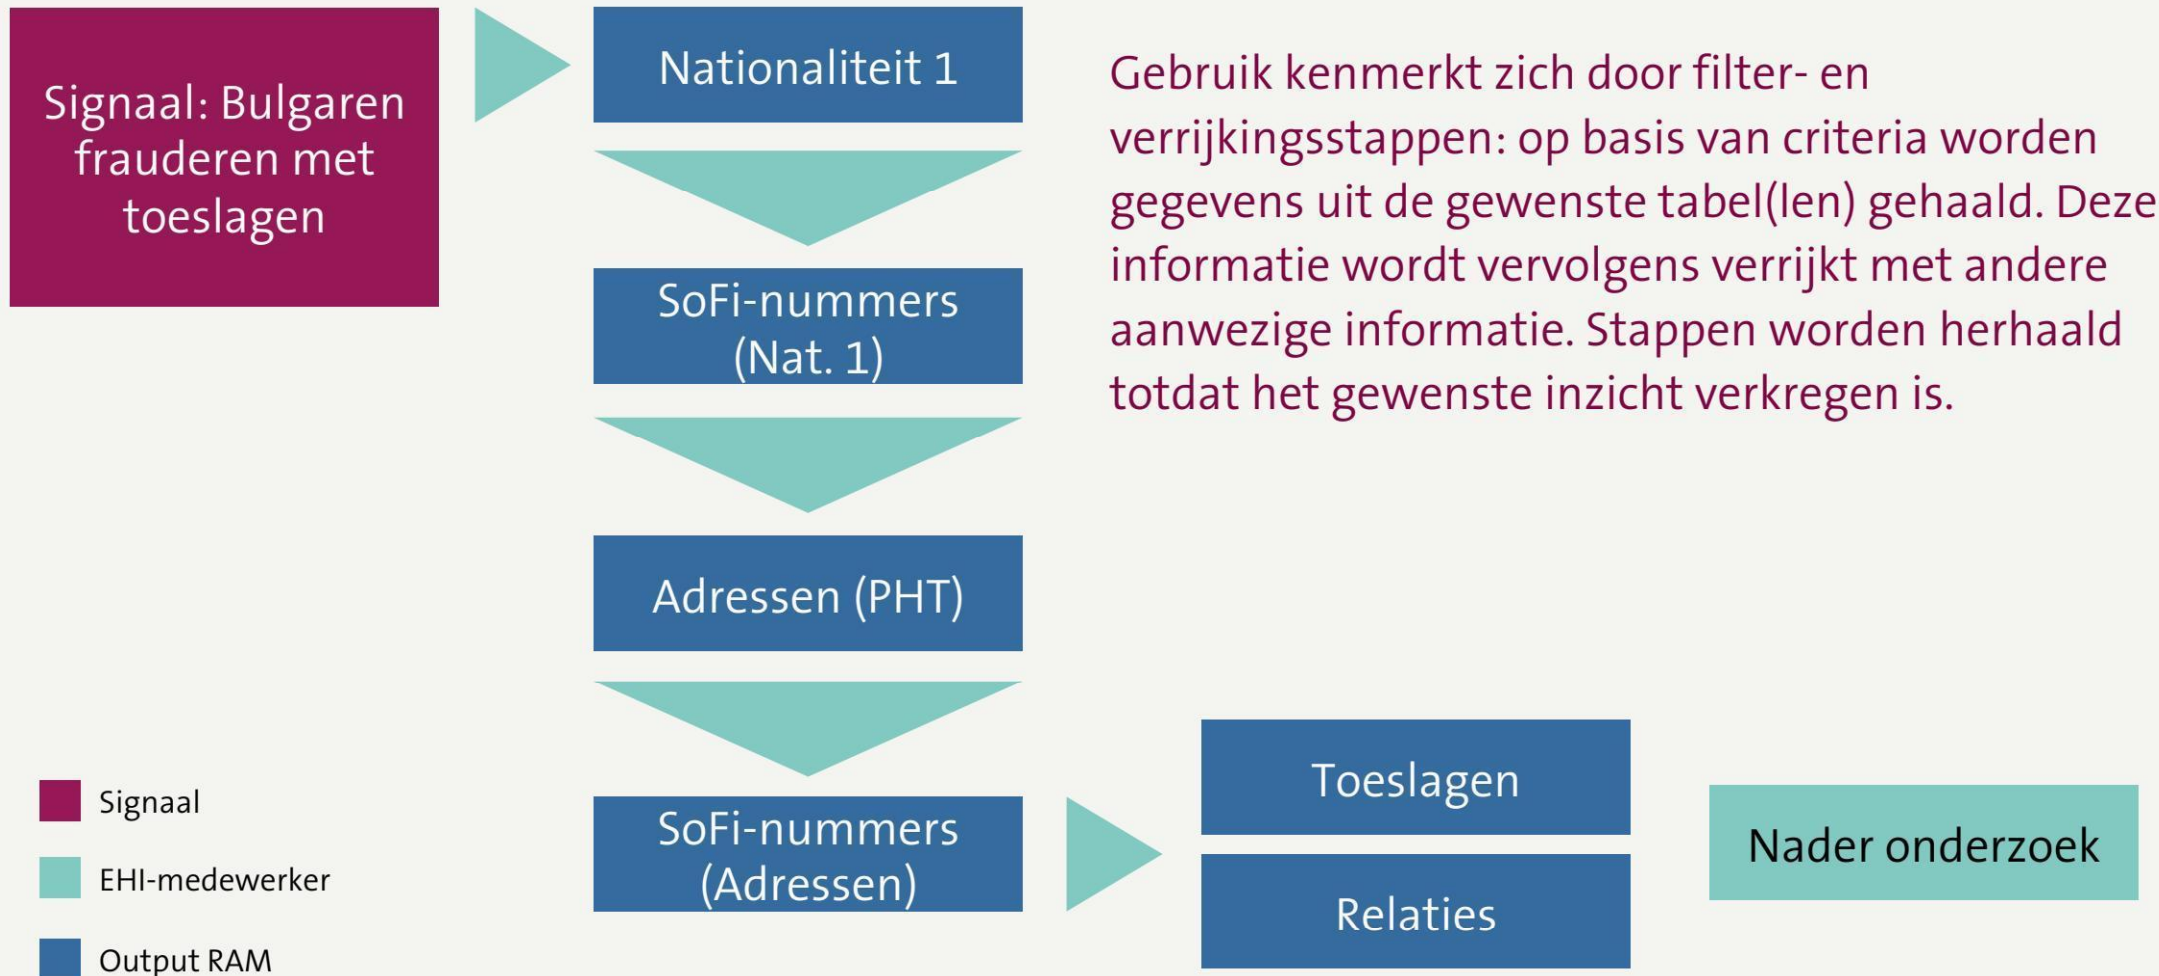 Signaal: Bulgaren
frauderen met
toeslagen
Nationaliteit 1
SoFi-nummers
(Nat. 1)
Adressen (PHT)
SoFi-nummers
(Adressen)
Toeslagen
Relaties
Nader onderzoek
Gebruik kenmerkt zich door filter- en
verrijkingsstappen: op basis van criteria worden
gegevens uit de gewenste tabel(len) gehaald. Deze
informatie wordt vervolgens verrijkt met andere
aanwezige informatie. Stappen worden herhaald
totdat het gewenste inzicht verkregen is.
Signaal
EHI-medewerker
Output RAM